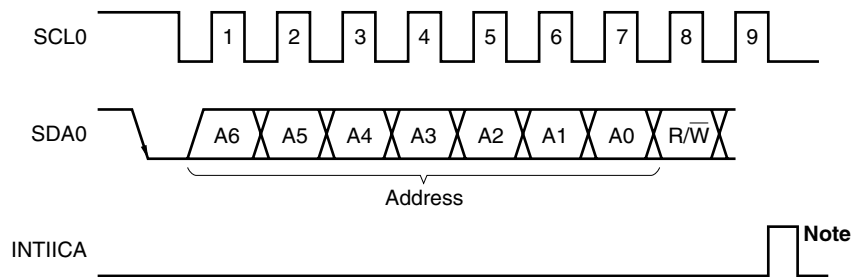 SCL0 1 2 3 4 5 6 7 8 9
SDA0 A6 A5 A4 A3 A2 A1 A0 R/W̅
Address
Note
INTIICA